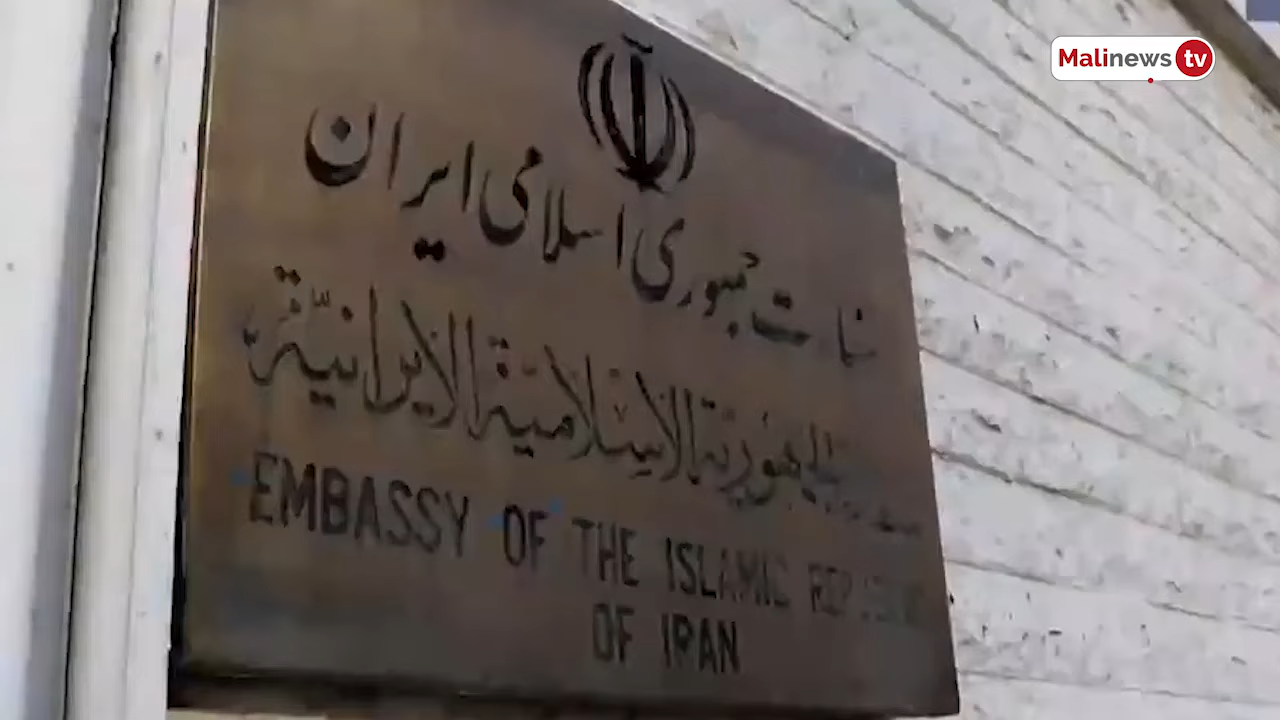 Malinews tv
جمهوری اسلامی ایران
الجمهورية الإسلامية الإيرانية
EMBASSY OF THE ISLAMIC
OF IRAN